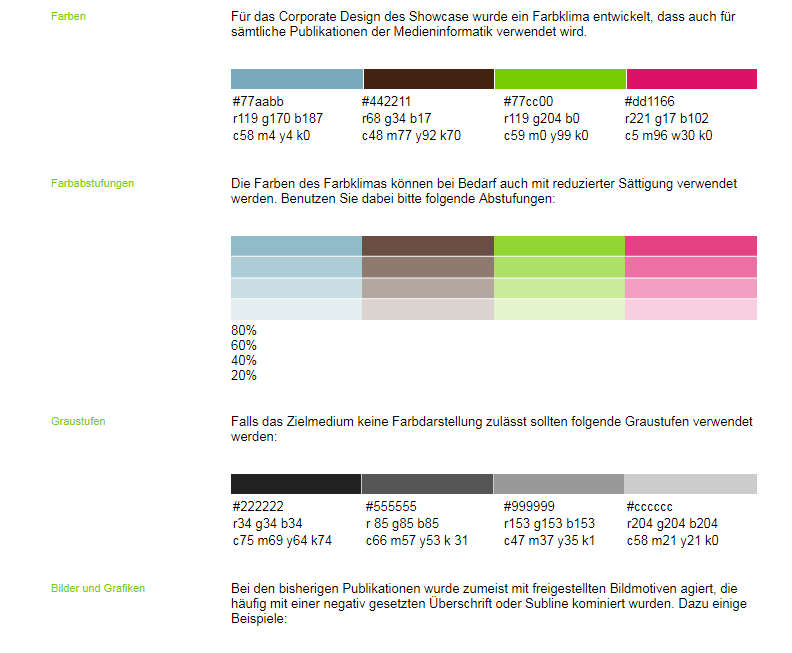 Farben
Für das Corporate Design des Showcase wurde ein Farbklima entwickelt, dass auch für
sämtliche Publikationen der Medieninformatik verwendet wird.
#77aabb #442211 #77cc00 #dd1166
r119 g170 b187 r68 g34 b17 r119 g204 b0 r221 g17 b102
c58 m4 y4 k0 c48 m77 y92 k70 c59 m0 y99 k0 c5 m96 w30 k0
Farbabstufungen
Die Farben des Farbklimas können bei Bedarf auch mit reduzierter Sättigung verwendet
werden. Benutzen Sie dabei bitte folgende Abstufungen:
80%
60%
40%
20%
Graustufen
Falls das Zielmedium keine Farbdarstellung zulässt sollten folgende Graustufen verwendet
werden:
#222222 #555555 #999999 #cccccc
r34 g34 b34 r 85 g85 b85 r153 g153 b153 r204 g204 b204
c75 m69 y64 k74 c66 m57 y53 k 31 c47 m37 y35 k1 c58 m21 y21 k0
Bilder und Grafiken
Bei den bisherigen Publikationen wurde zumeist mit freigestellten Bildmotiven agiert, die
häufig mit einer negativ gesetzten Überschrift oder Subline kominiert wurden. Dazu einige
Beispiele: